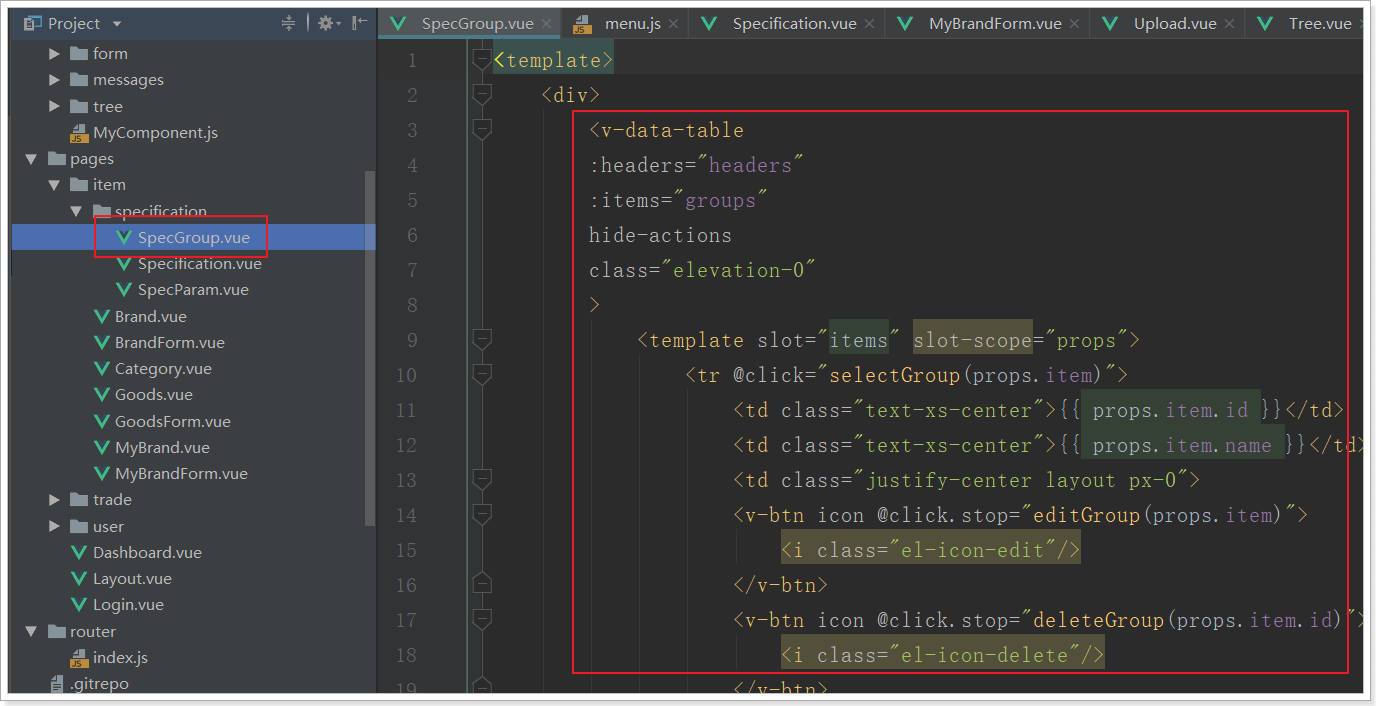 Project
form
messages
tree
MyComponent.js
pages
item
specification
SpecGroup.vue
Specification.vue
SpecParam.vue
Brand.vue
BrandForm.vue
Category.vue
Goods.vue
GoodsForm.vue
MyBrand.vue
MyBrandForm.vue
trade
user
Dashboard.vue
Layout.vue
Login.vue
router
index.js
.gitrepo
SpecGroup.vue menu.js Specification.vue MyBrandForm.vue Upload.vue Tree.vue
1 <template>
2 <div>
3 <v-data-table
4 :headers="headers"
5 :items="groups"
6 hide-actions
7 class="elevation-0"
8 >
9 <template slot="items" slot-scope="props">
10 <tr @click="selectGroup(props.item)">
11 <td class="text-xs-center">{{ props.item.id }}</td>
12 <td class="text-xs-center">{{ props.item.name }}</td>
13 <td class="justify-center layout px-0">
14 <v-btn icon @click.stop="editGroup(props.item)">
15 <i class="el-icon-edit"/>
16 </v-btn>
17 <v-btn icon @click.stop="deleteGroup(props.item.id)">
18 <i class="el-icon-delete"/>
19 </v-btn>